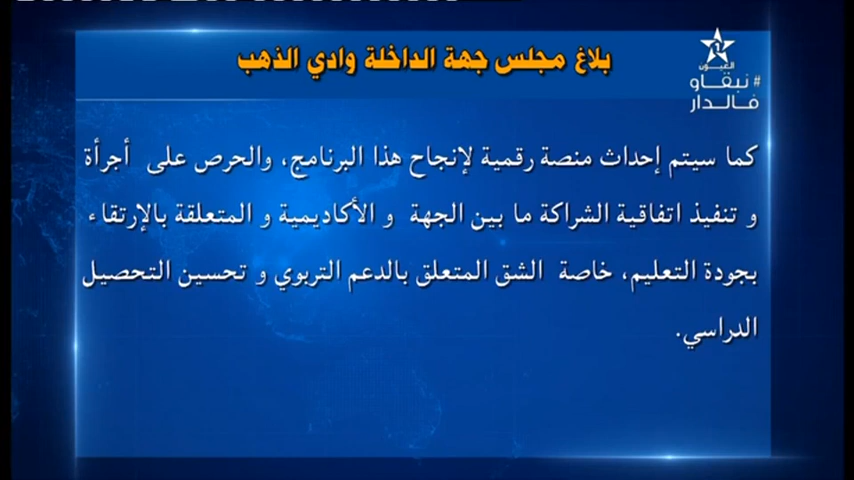 بلاغ مجلس جهة الداخلة وادي الذهب
العيون
#نبقاو
فالدار
كما سيتم إحداث منصة رقمية لإنجاح هذا البرنامج، والحرص على أجرأة
و تنفيذ اتفاقية الشراكة ما بين الجهة و الأكاديمية و المتعلقة بالإرتقاء
بجودة التعليم، خاصة الشق المتعلق بالدعم التربوي و تحسين التحصيل
الدراسي.